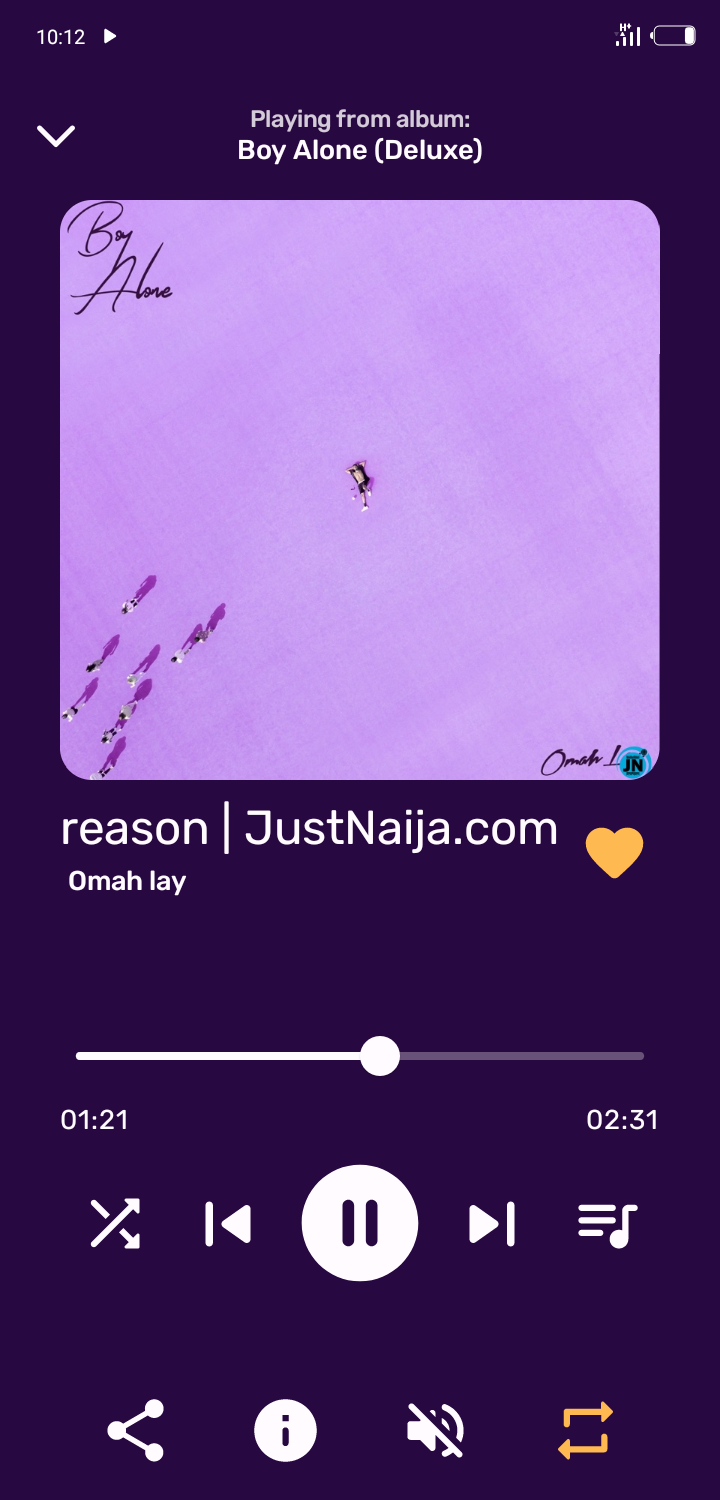 10:12
H+
Playing from album:
Boy Alone (Deluxe)
Boy
Alone
Omah
JN
reason | JustNaija.com
Omah lay
01:21
02:31